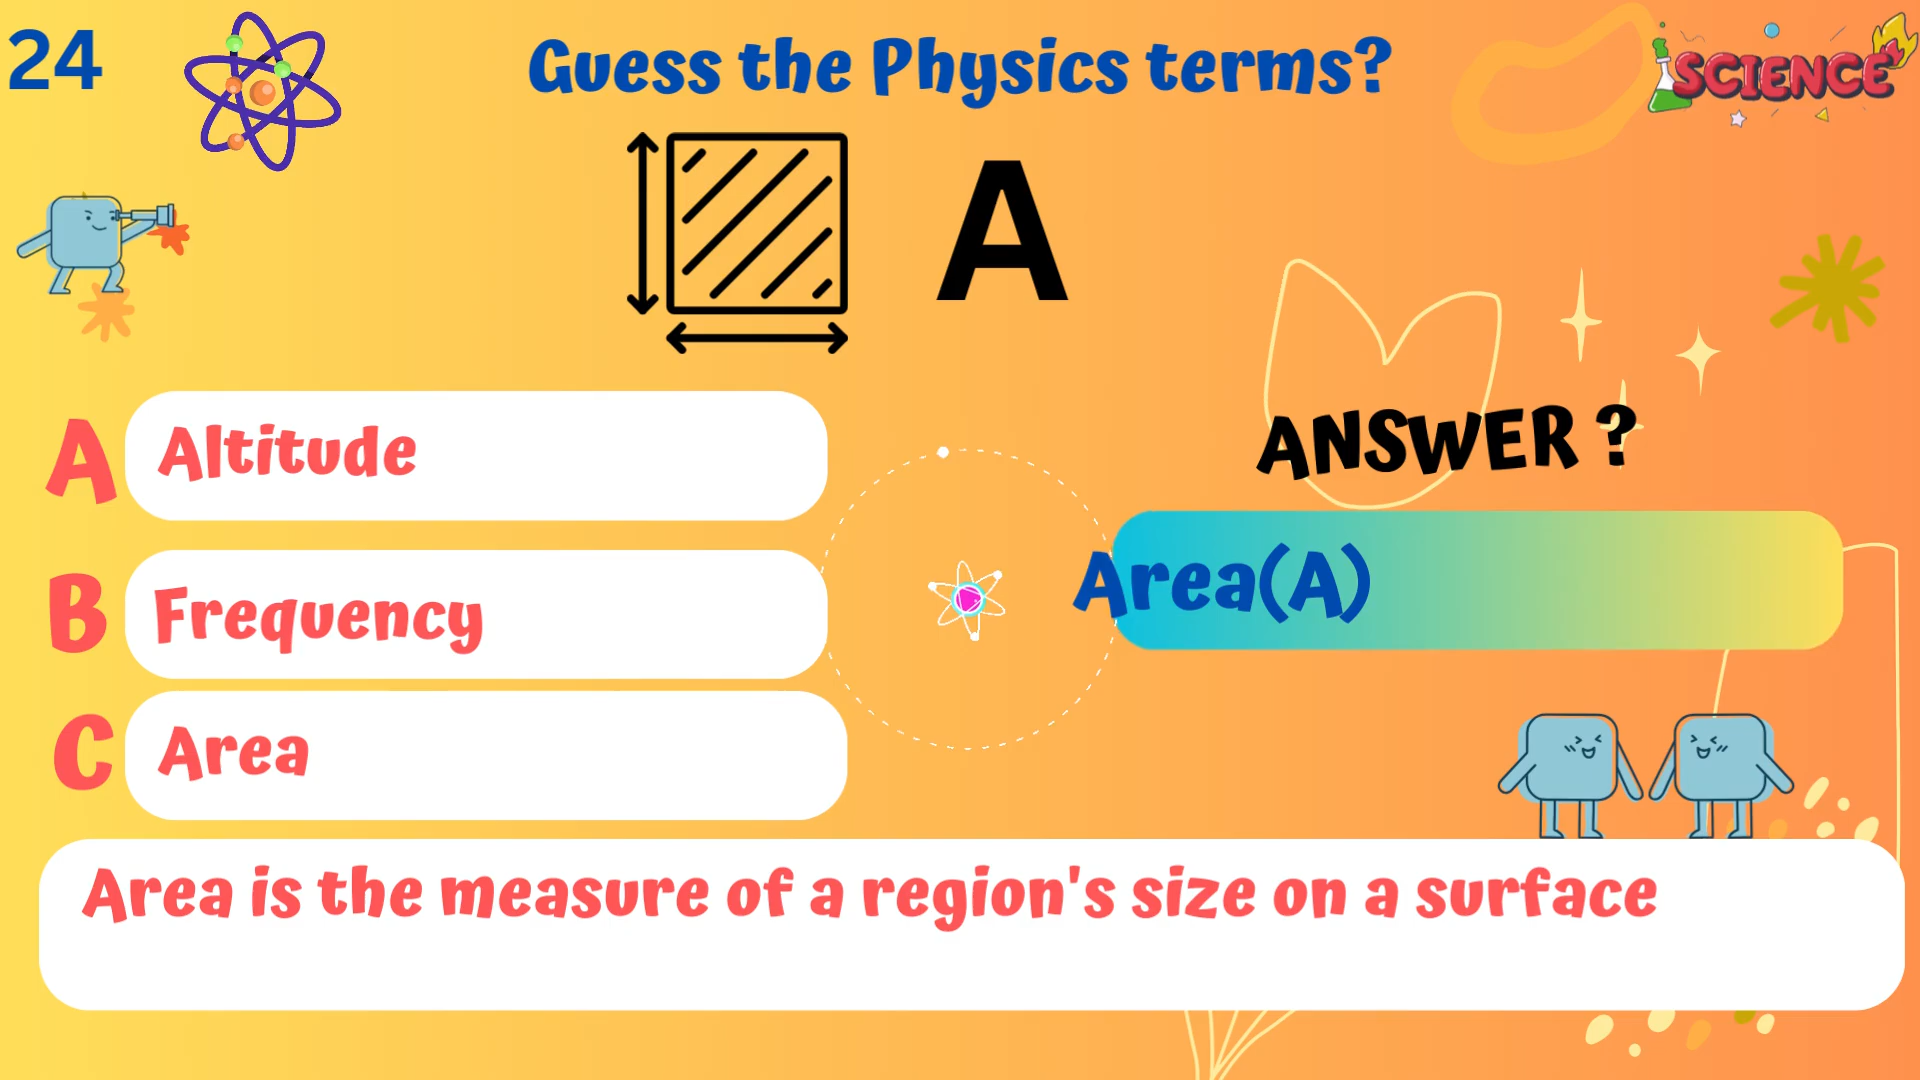 24
Guess the Physics terms?
SCIENCE
A
A Altitude
ANSWER ?
B Frequency
Area(A)
C Area
Area is the measure of a region's size on a surface